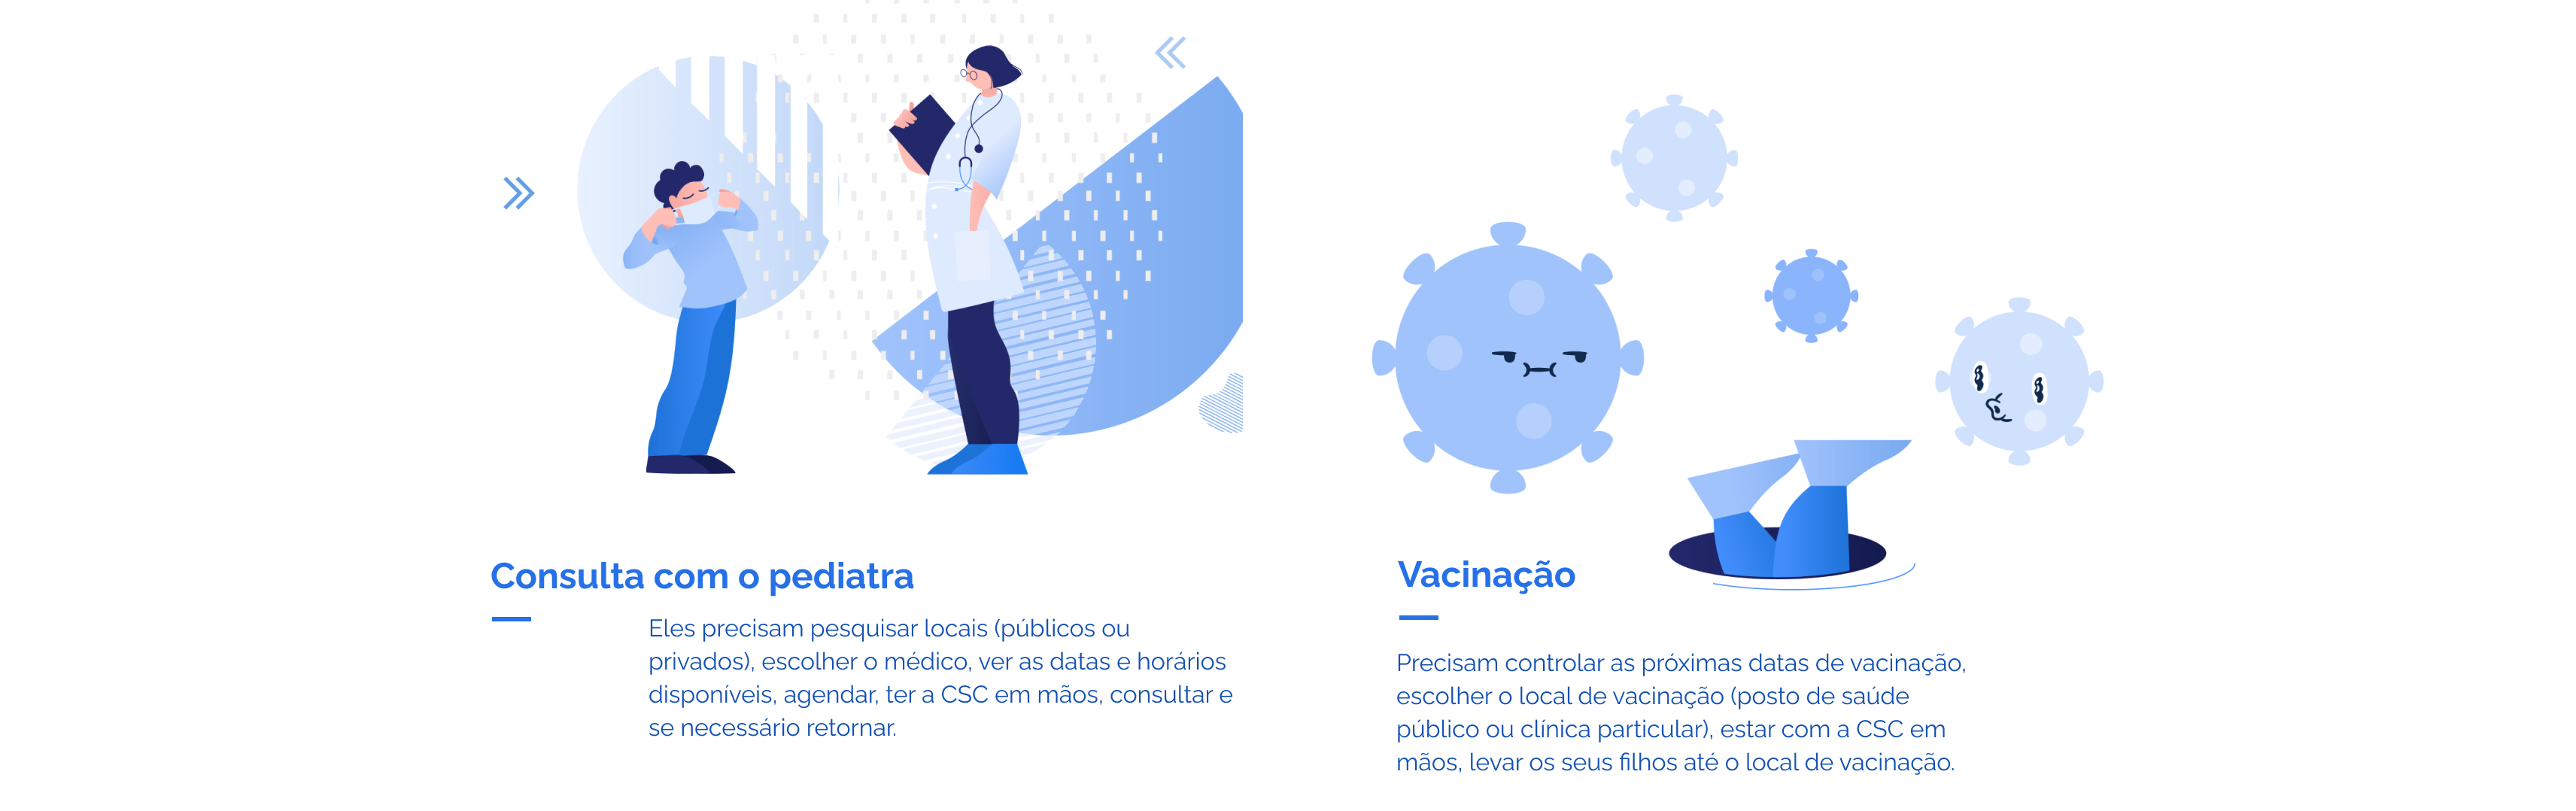 Consulta com o pediatra
Eles precisam pesquisar locais (públicos ou
privados), escolher o médico, ver as datas e horários
disponíveis, agendar, ter a CSC em mãos, consultar e
se necessário retornar.
Vacinação
Precisam controlar as próximas datas de vacinação,
escolher o local de vacinação (posto de saúde
público ou clínica particular), estar com a CSC em
mãos, levar os seus filhos até o local de vacinação.